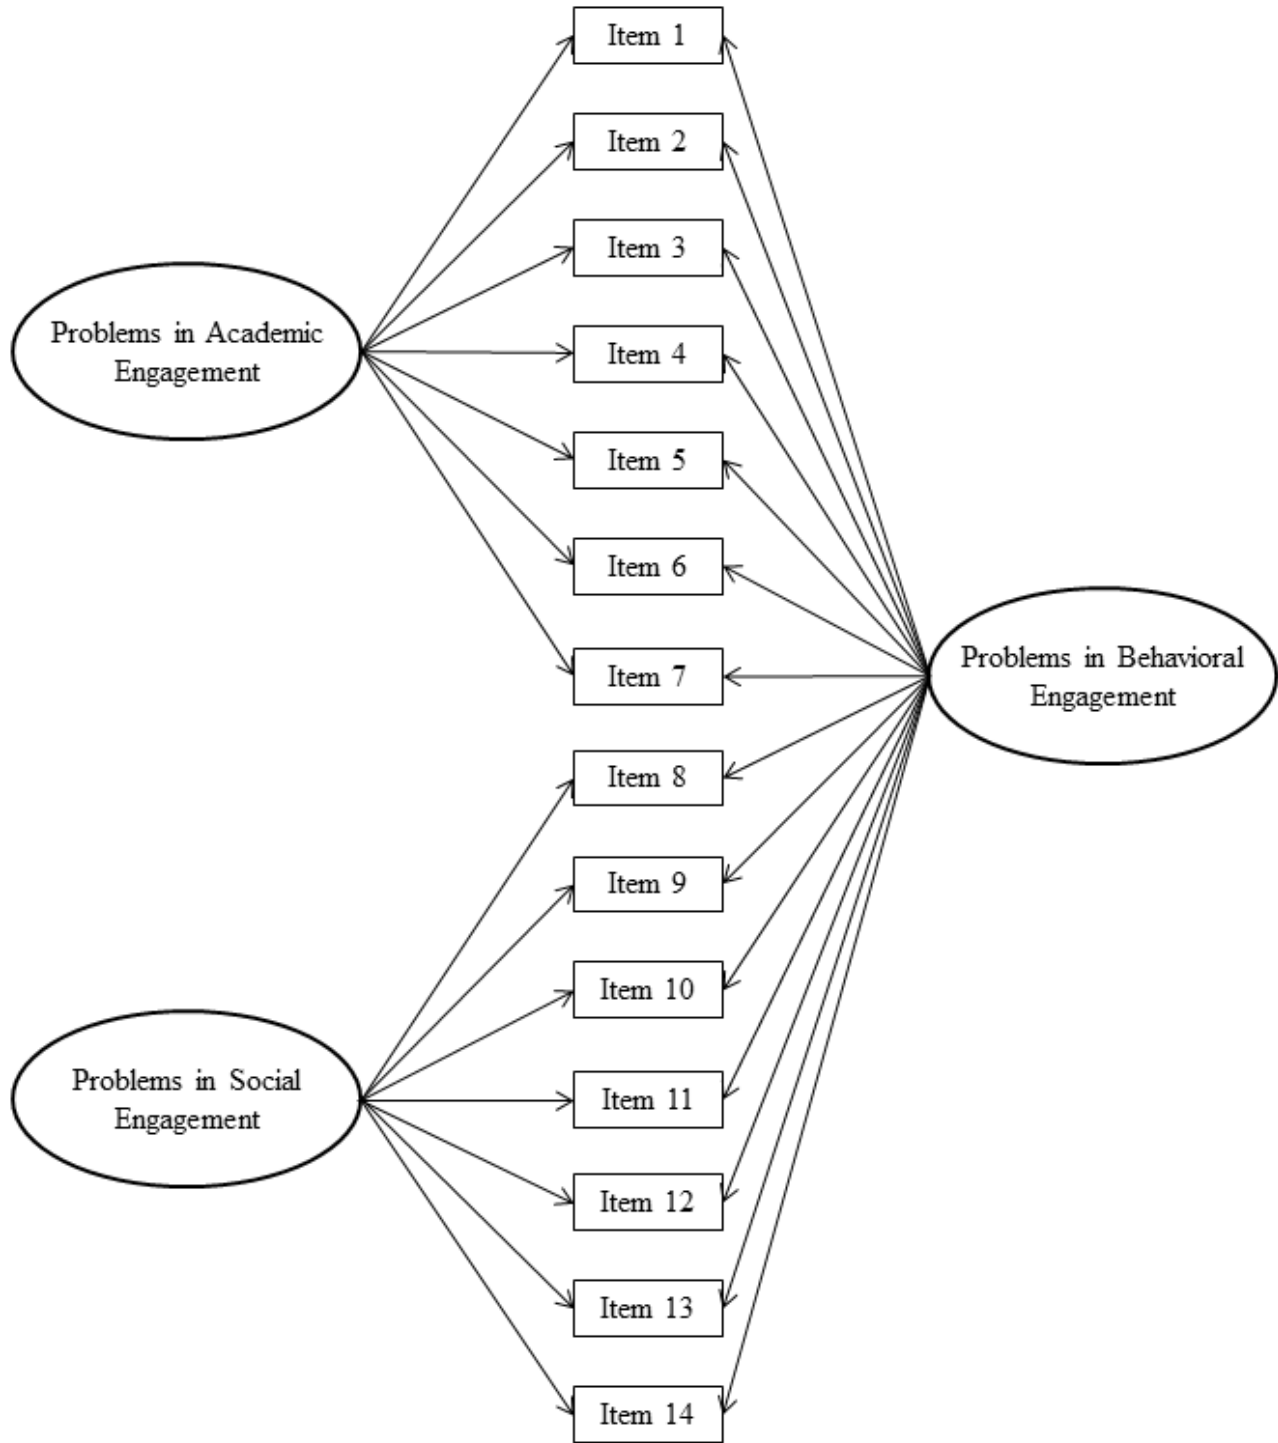 Item 1
Item 2
Item 3
Problems in Academic
Engagement
Item 4
Item 5
Item 6
Item 7
Problems in Behavioral
Engagement
Item 8
Item 9
Item 10
Problems in Social
Engagement
Item 11
Item 12
Item 13
Item 14